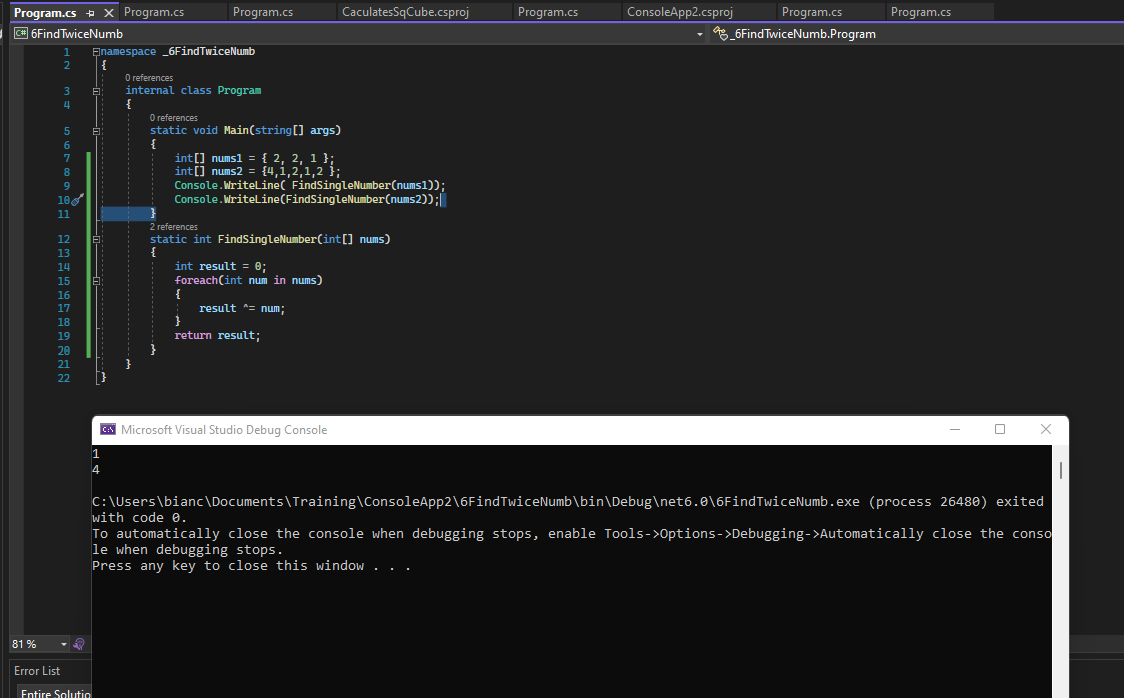 Program.cs Program.cs Program.cs CaculatesSqCube.csproj Program.cs ConsoleApp2.csproj Program.cs Program.cs
C# 6FindTwiceNumb _6FindTwiceNumb.Program
1 namespace _6FindTwiceNumb
2 {
0 references
3 internal class Program
4 {
0 references
5 static void Main(string[] args)
6 {
7 int[] nums1 = { 2, 2, 1 };
8 int[] nums2 = {4,1,2,1,2 };
9 Console.WriteLine( FindSingleNumber(nums1));
10 Console.WriteLine(FindSingleNumber(nums2));
11 }
2 references
12 static int FindSingleNumber(int[] nums)
13 {
14 int result = 0;
15 foreach(int num in nums)
16 {
17 result ^= num;
18 }
19 return result;
20 }
21 }
22 }
Microsoft Visual Studio Debug Console
1
4
C:\Users\bianc\Documents\Training\ConsoleApp2\6FindTwiceNumb\bin\Debug\net6.0\6FindTwiceNumb.exe (process 26480) exited
with code 0.
To automatically close the console when debugging stops, enable Tools->Options->Debugging->Automatically close the conso
le when debugging stops.
Press any key to close this window . . .
81 %
Error List
Entire Solutio